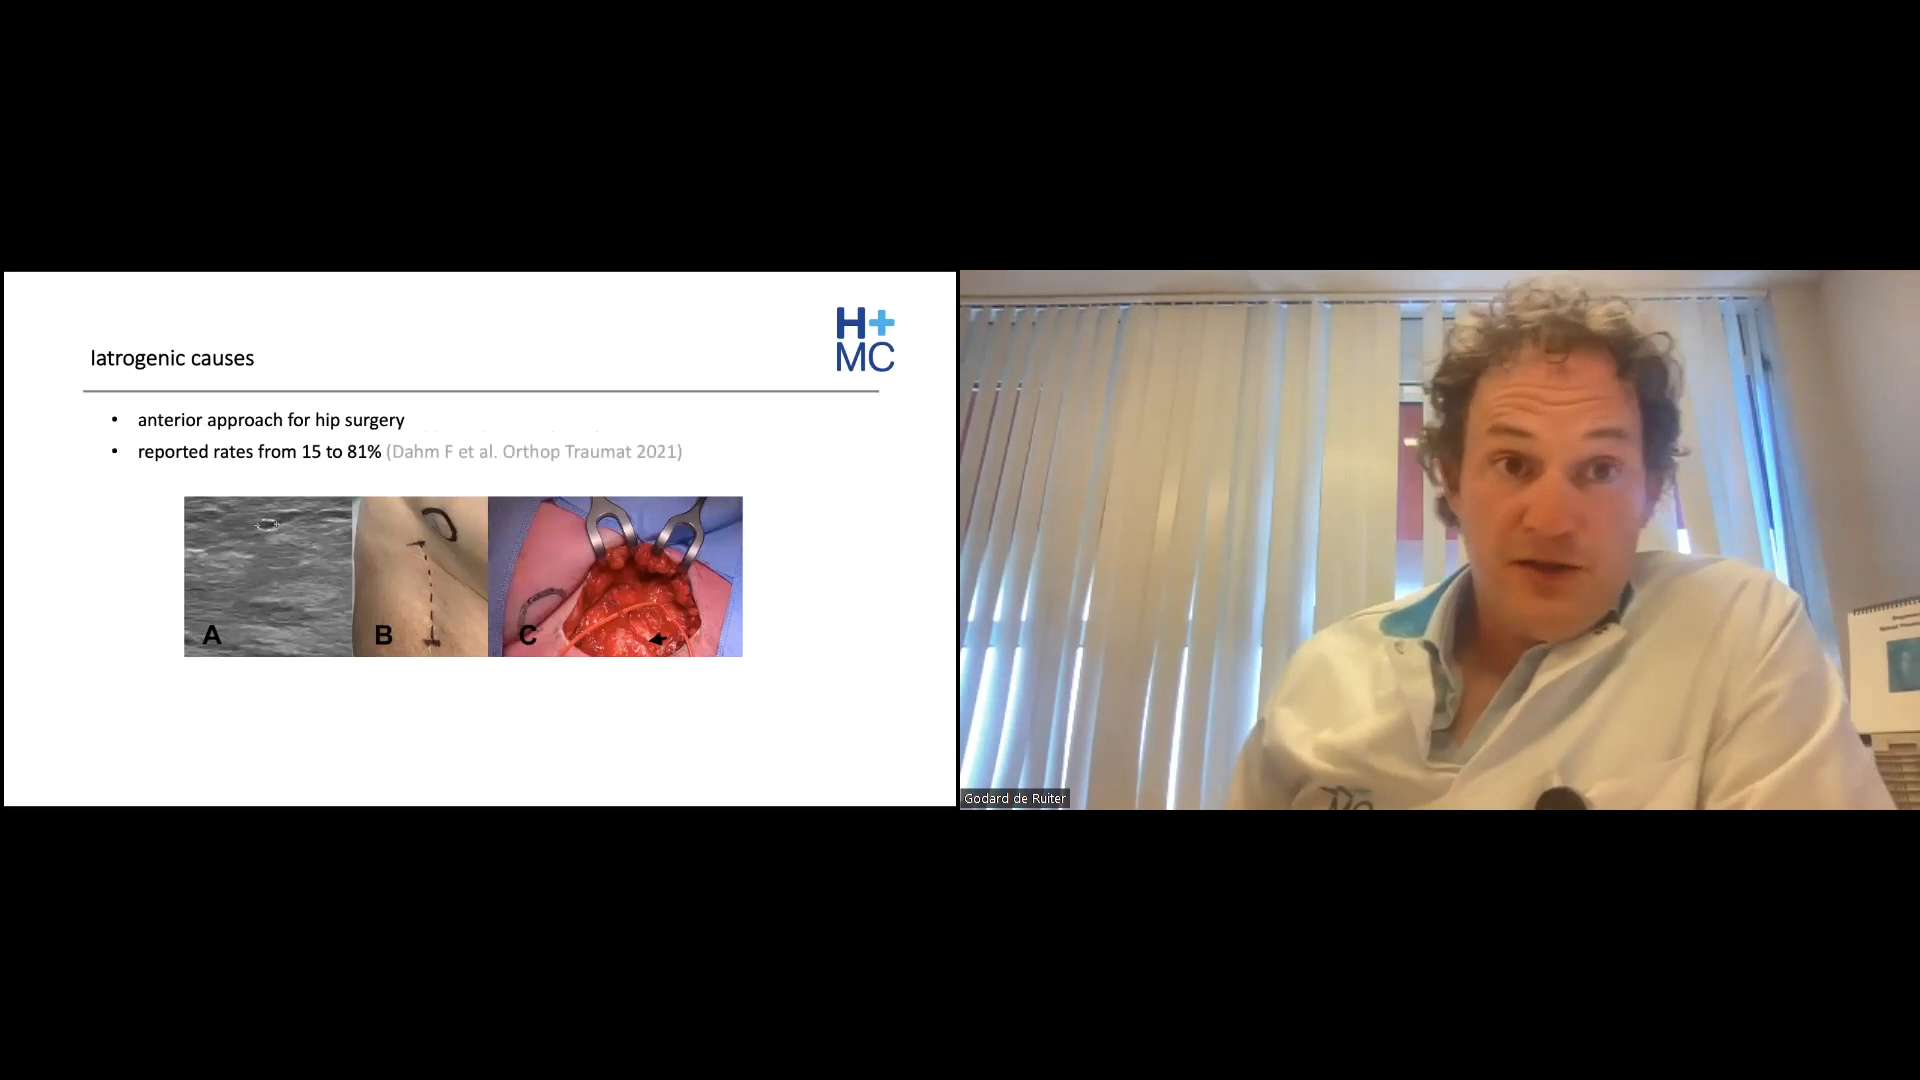 H+
MC
Iatrogenic causes
• anterior approach for hip surgery
• reported rates from 15 to 81% (Dahm F et al. Orthop Traumat 2021)
A B C
Godard de Ruiter